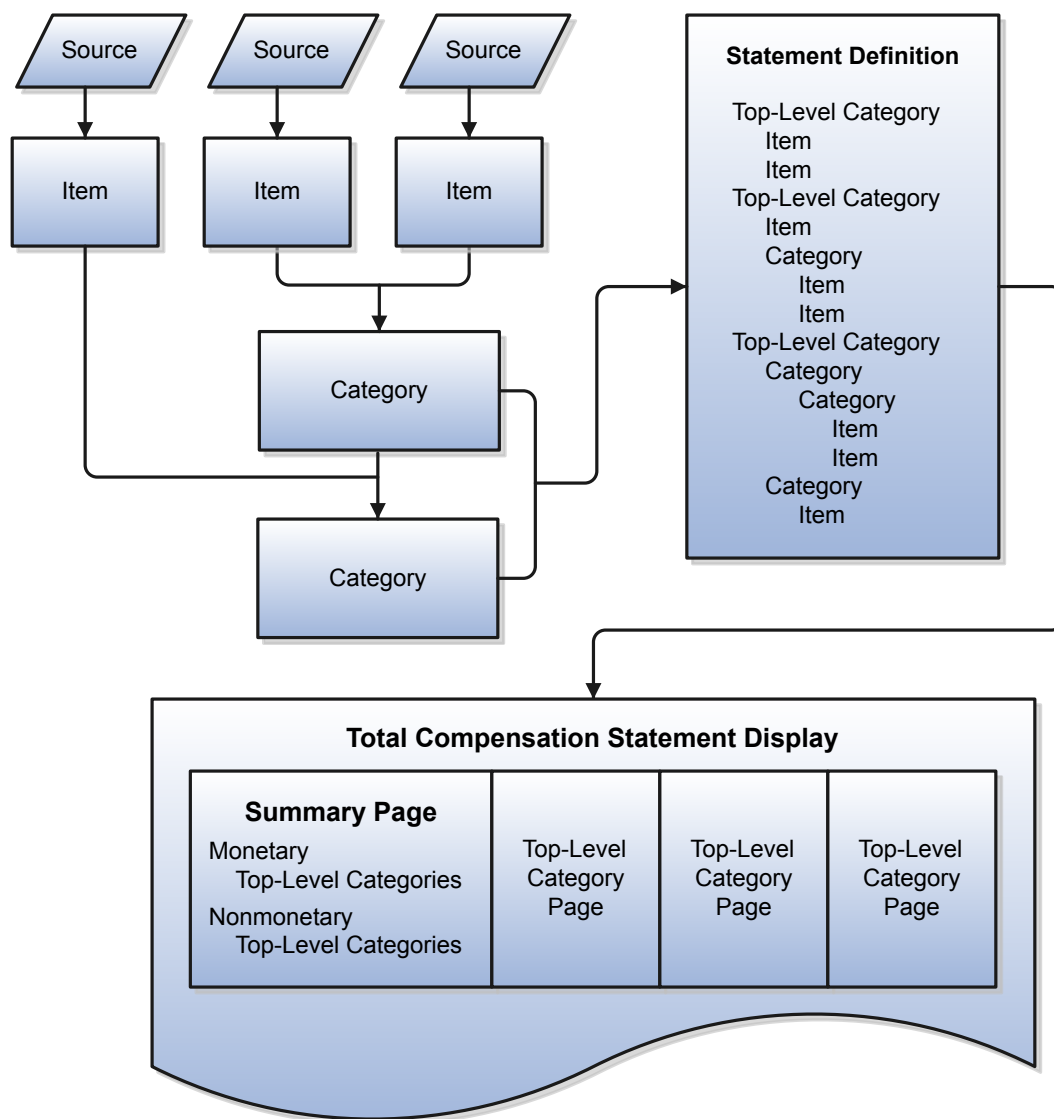 Source
Source
Source
Item
Item
Item
Category
Category
Statement Definition
Top-Level Category
Item
Item
Top-Level Category
Item
Category
Item
Item
Top-Level Category
Category
Category
Item
Item
Category
Item
Total Compensation Statement Display
Summary Page
Monetary
Top-Level Categories
Nonmonetary
Top-Level Categories
Top-Level
Category
Page
Top-Level
Category
Page
Top-Level
Category
Page